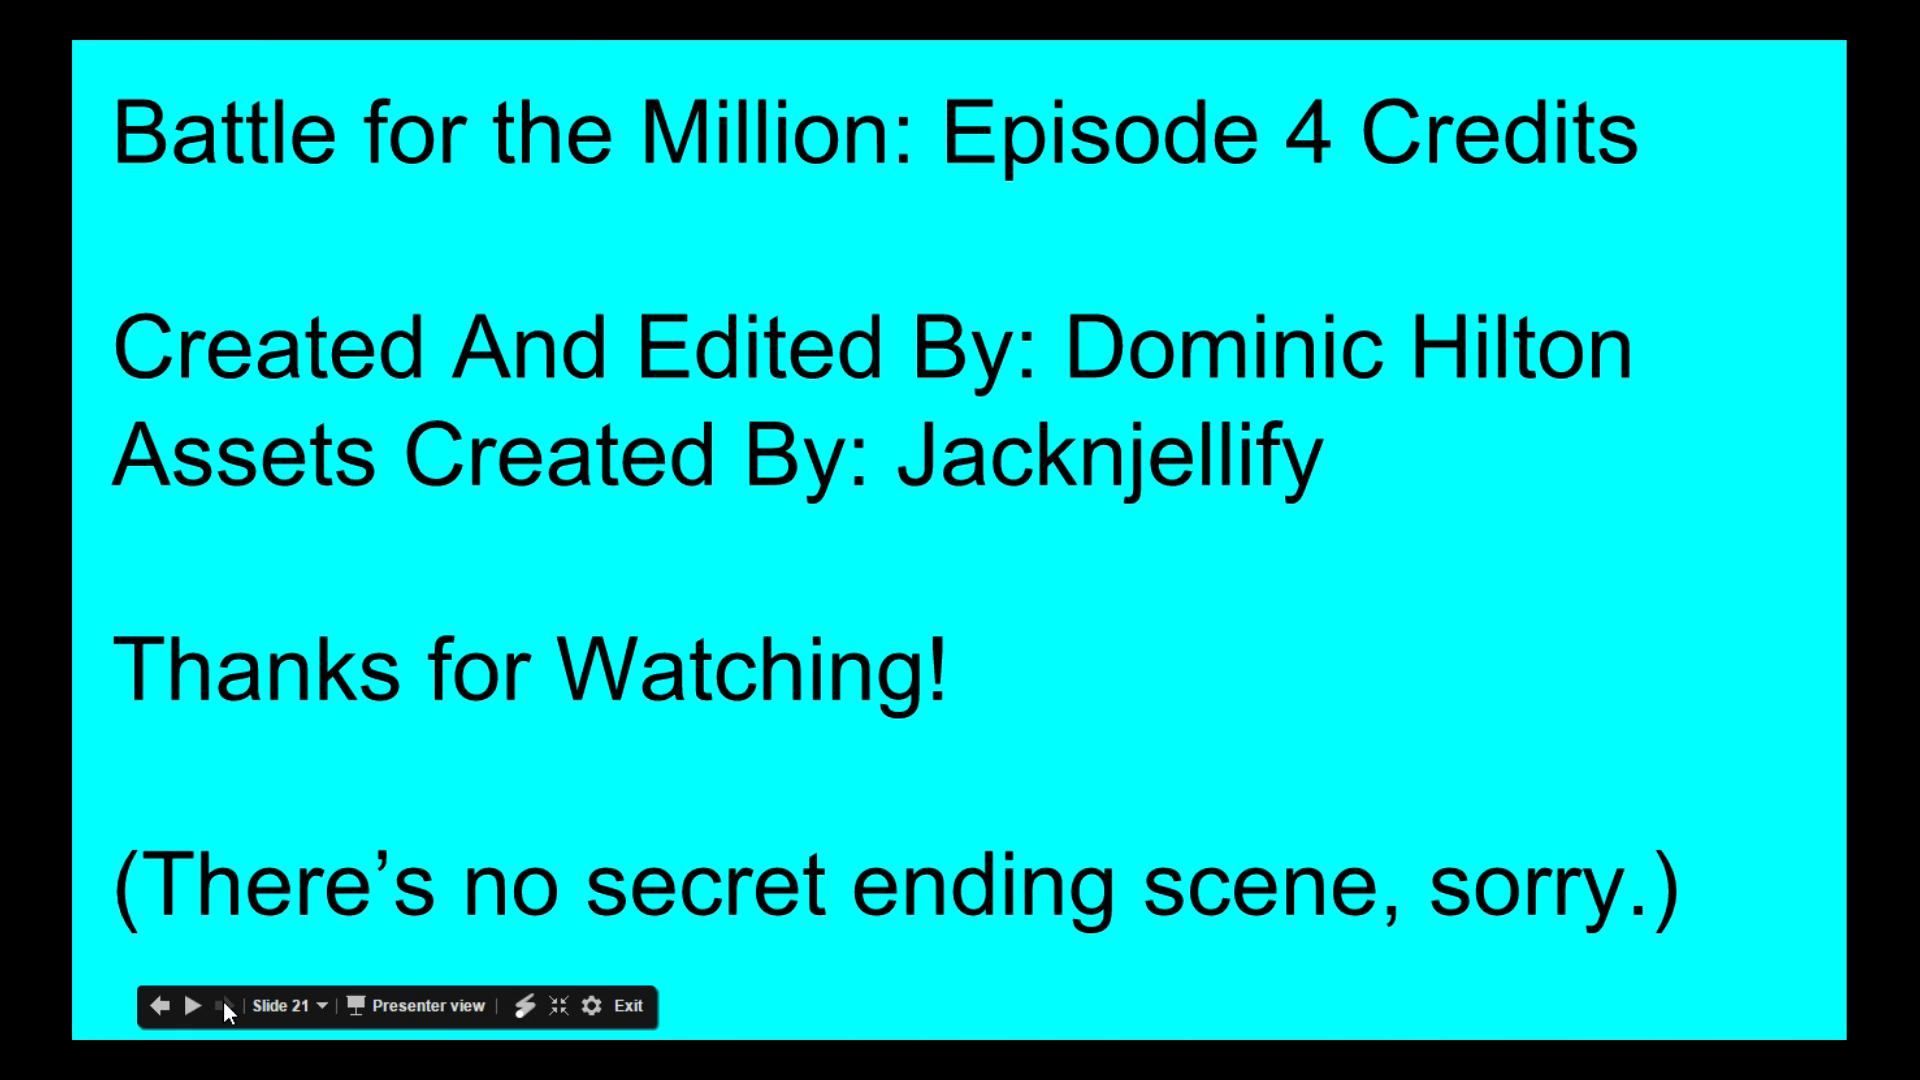 Battle for the Million: Episode 4 Credits
Created And Edited By: Dominic Hilton
Assets Created By: Jacknjellify
Thanks for Watching!
(There’s no secret ending scene, sorry.)
Slide 21 Presenter view Exit